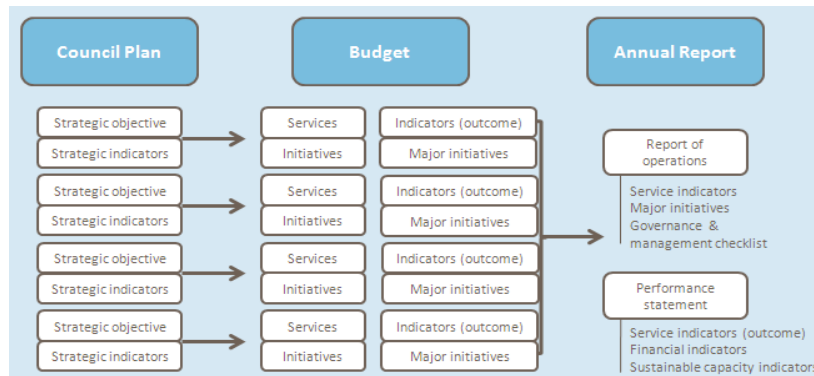 Council Plan
Budget
Annual Report
Strategic objective
Services
Indicators (outcome)
Strategic indicators
Initiatives
Major initiatives
Strategic objective
Services
Indicators (outcome)
Strategic indicators
Initiatives
Major initiatives
Strategic objective
Services
Indicators (outcome)
Strategic indicators
Initiatives
Major initiatives
Strategic objective
Services
Indicators (outcome)
Strategic indicators
Initiatives
Major initiatives
Report of
operations
Service indicators
Major initiatives
Governance &
management checklist
Performance
statement
Service indicators (outcome)
Financial indicators
Sustainable capacity indicators